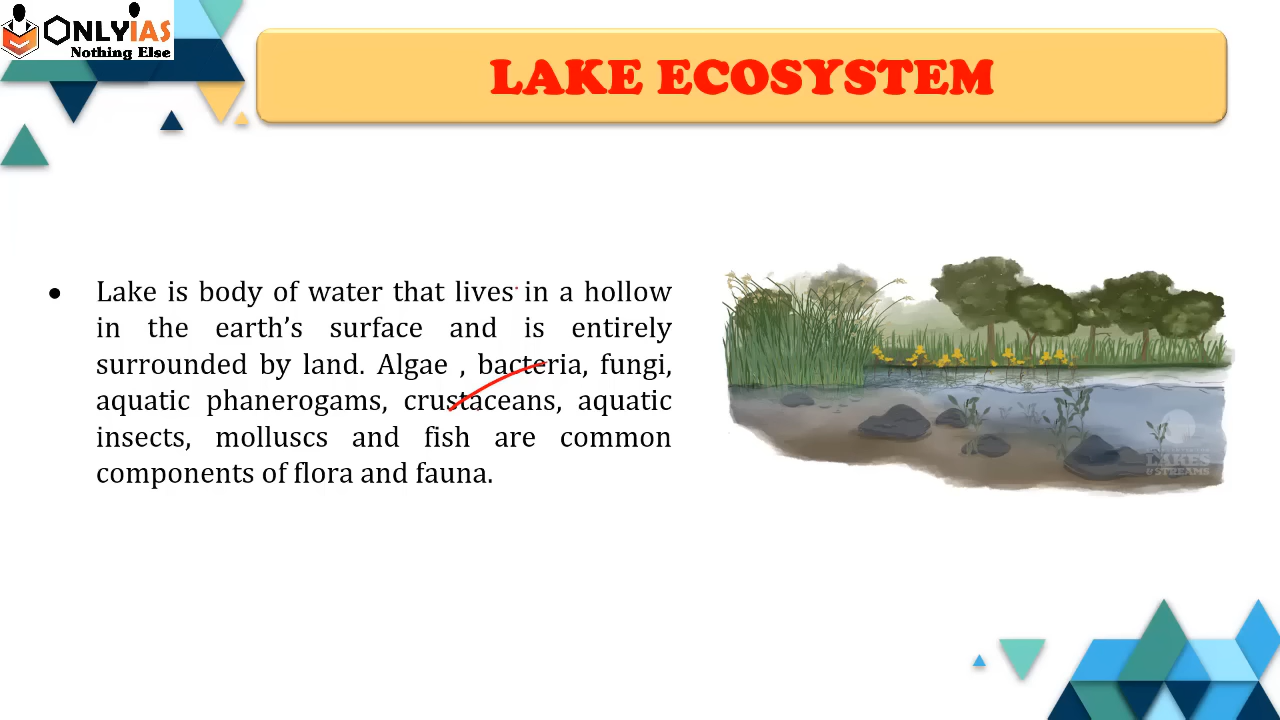 ONLYIAS
Nothing Else
LAKE ECOSYSTEM
• Lake is body of water that lives in a hollow
in the earth’s surface and is entirely
surrounded by land. Algae , bacteria, fungi,
aquatic phanerogams, crustaceans, aquatic
insects, molluscs and fish are common
components of flora and fauna.
LAKES
& STREAMS